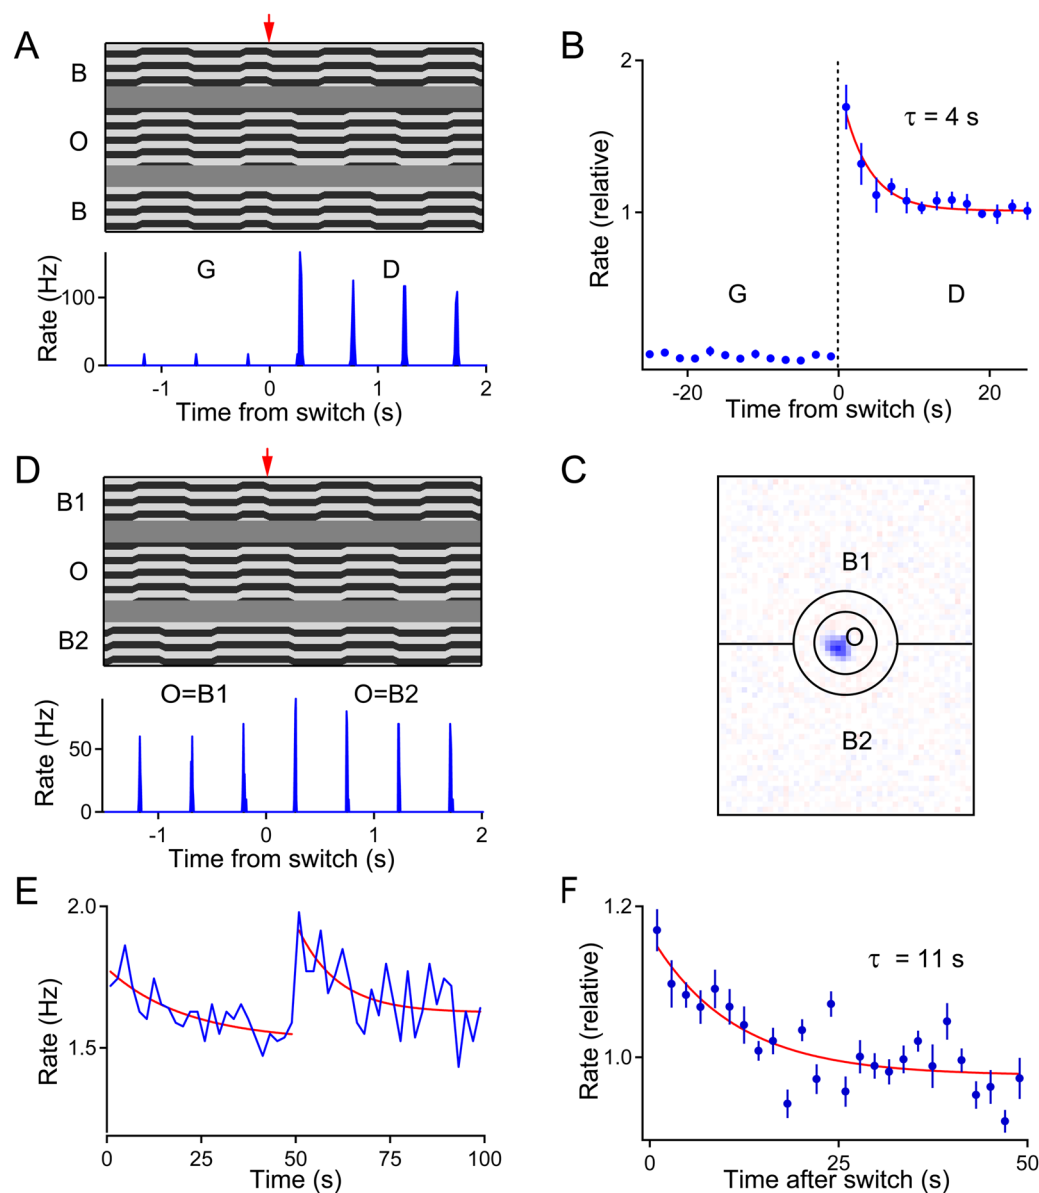 A
B
O
B
Rate (Hz)
100
0
G
D
-1
0
1
2
Time from switch (s)
B
Rate (relative)
2
1
τ = 4 s
G
D
-20
0
20
Time from switch (s)
D
B1
O
B2
Rate (Hz)
50
0
O=B1
O=B2
-1
0
1
2
Time from switch (s)
C
B1
O
B2
E
Rate (Hz)
2.0
1.5
0
25
50
75
100
Time (s)
F
Rate (relative)
1.2
1.0
τ = 11 s
0
25
50
Time after switch (s)